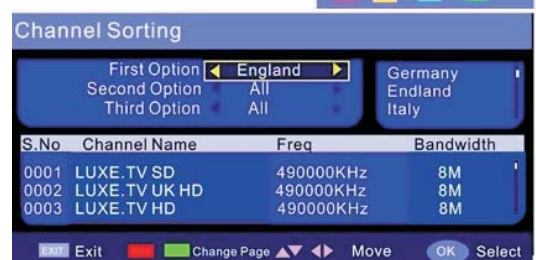 Channel Sorting
First Option England
Second Option All
Third Option All
Germany
Endland
Italy
S.No Channel Name Freq Bandwidth
0001 LUXE.TV SD 490000KHz 8M
0002 LUXE.TV UK HD 490000KHz 8M
0003 LUXE.TV HD 490000KHz 8M
EXIT Exit Change Page Move OK Select